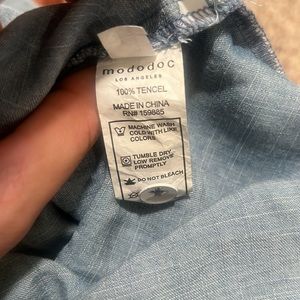 mododoc
LOS ANGELES
100% TENCEL
MADE IN CHINA
RN# 159885
MACHINE WASH
COLD WITH LIKE
COLORS
TUMBLE DRY
LOW REMOVE
PROMPTLY
DO NOT BLEACH